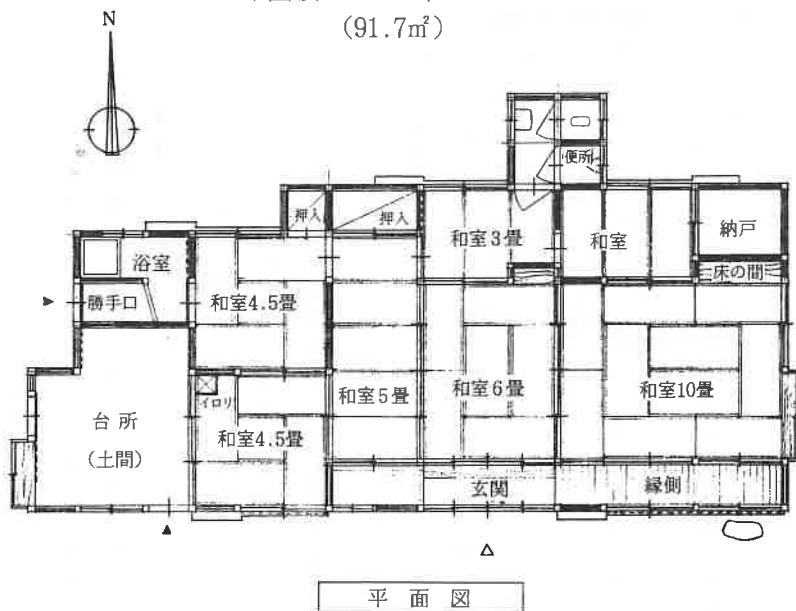 (91.7㎡)
N
便所
押入
押入
和室3畳
和室
納戸
浴室
床の間
勝手口
和室4.5畳
イロリ
和室5畳
和室6畳
和室10畳
台所
(土間)
和室4.5畳
玄関
縁側
平面図